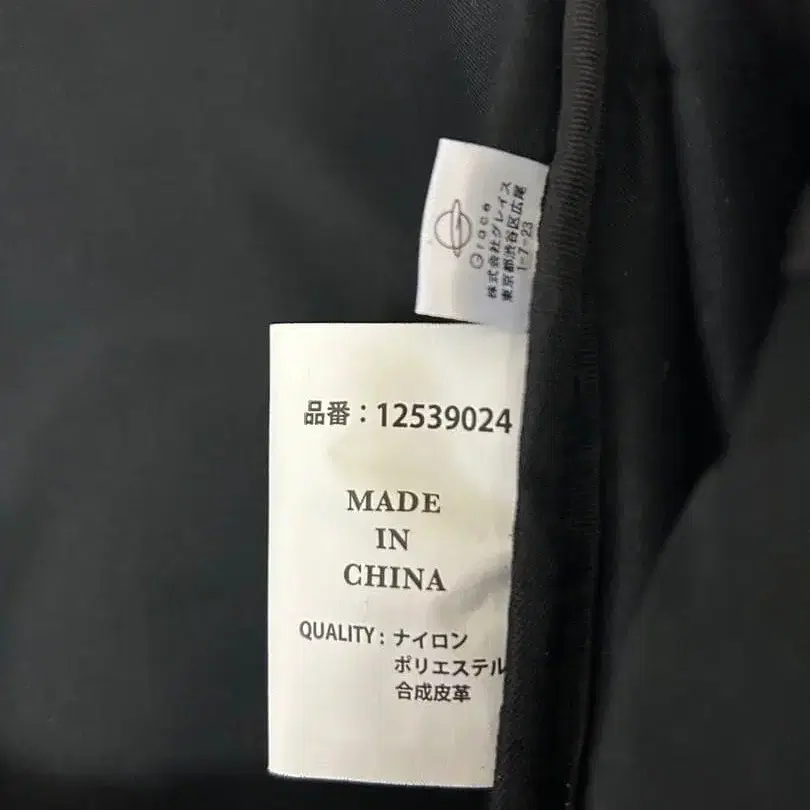 Grace
株式会社グレイス
東京都渋谷区広尾
1-7-23
品番：12539024
MADE
IN
CHINA
QUALITY：ナイロン
ポリエステル
合成皮革